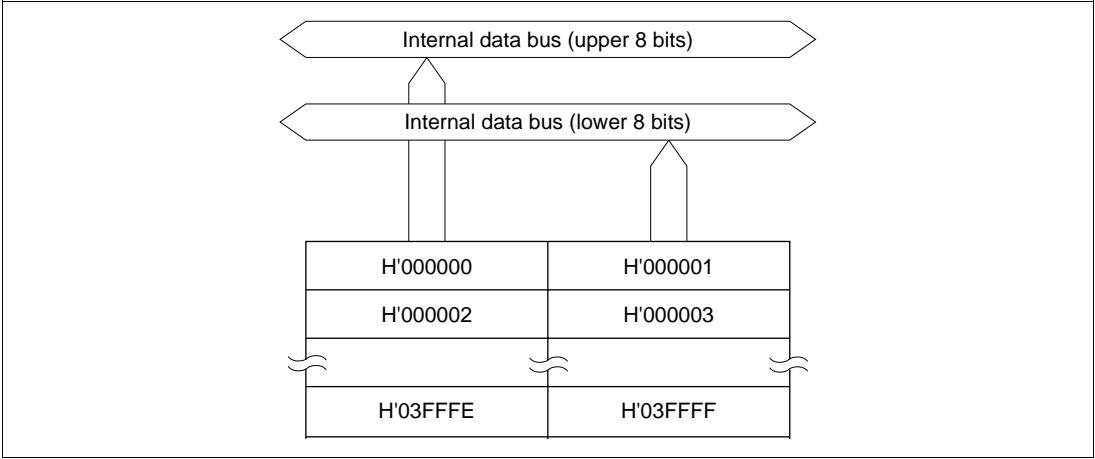 Internal data bus (upper 8 bits)
Internal data bus (lower 8 bits)
H'000000 H'000001
H'000002 H'000003
H'03FFFE H'03FFFF